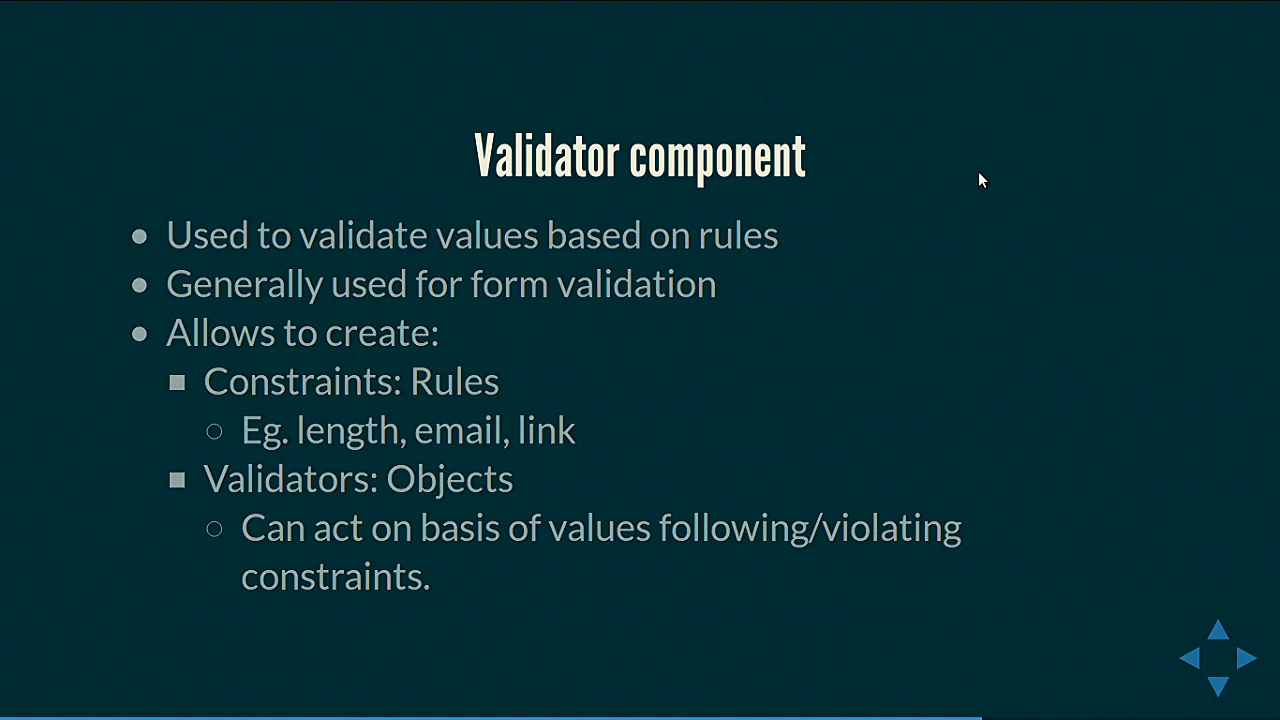 Validator component
Used to validate values based on rules
Generally used for form validation
Allows to create:
Constraints: Rules
Eg. length, email, link
Validators: Objects
Can act on basis of values following/violating
constraints.